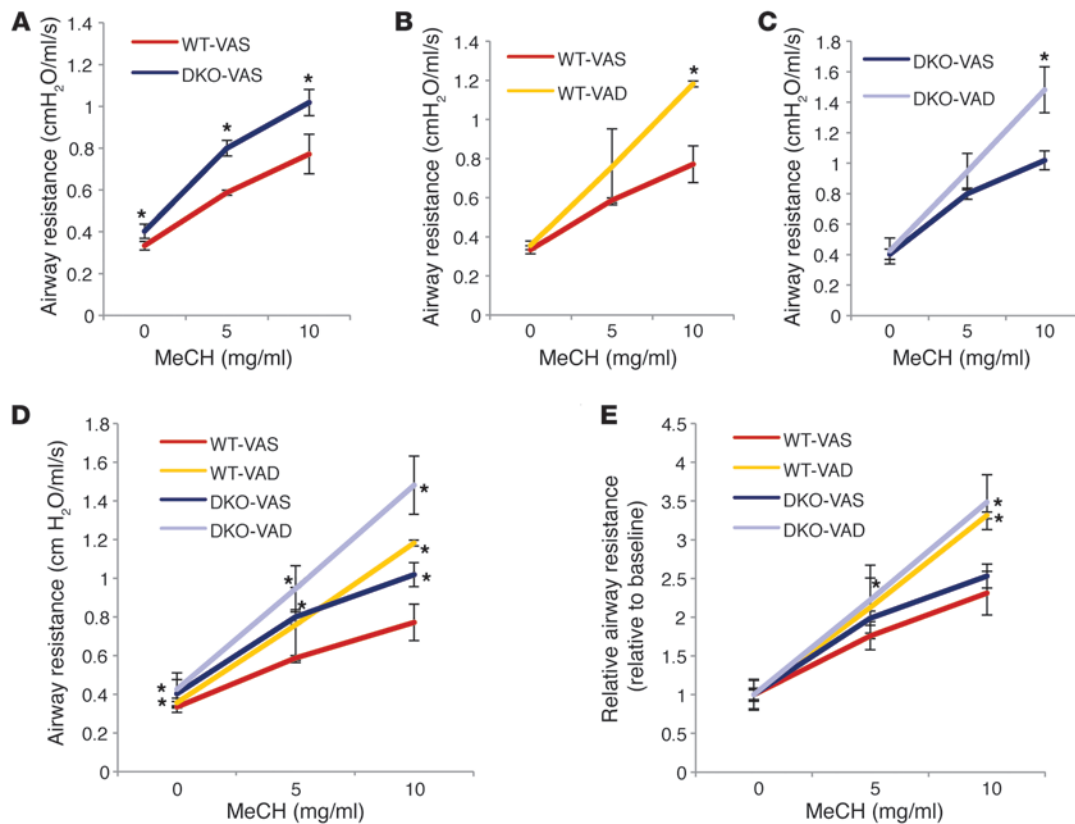 A
WT-VAS
DKO-VAS
Airway resistance (cmH2O/ml/s)
1.4
1.2
1
0.8
0.6
0.4
0.2
0
*
*
*
0
5
10
MeCH (mg/ml)
B
WT-VAS
WT-VAD
Airway resistance (cmH2O/ml/s)
1.4
1.2
1
0.8
0.6
0.4
0.2
0
*
0
5
10
MeCH (mg/ml)
C
DKO-VAS
DKO-VAD
Airway resistance (cmH2O/ml/s)
1.8
1.6
1.4
1.2
1
0.8
0.6
0.4
0.2
0
*
0
5
10
MeCH (mg/ml)
D
WT-VAS
WT-VAD
DKO-VAS
DKO-VAD
Airway resistance (cm H2O/ml/s)
1.8
1.6
1.4
1.2
1
0.8
0.6
0.4
0.2
0
*
*
*
*
*
*
*
0
5
10
MeCH (mg/ml)
E
WT-VAS
WT-VAD
DKO-VAS
DKO-VAD
Relative airway resistance
(relative to baseline)
4.5
4
3.5
3
2.5
2
1.5
1
0.5
0
*
*
*
0
5
10
MeCH (mg/ml)